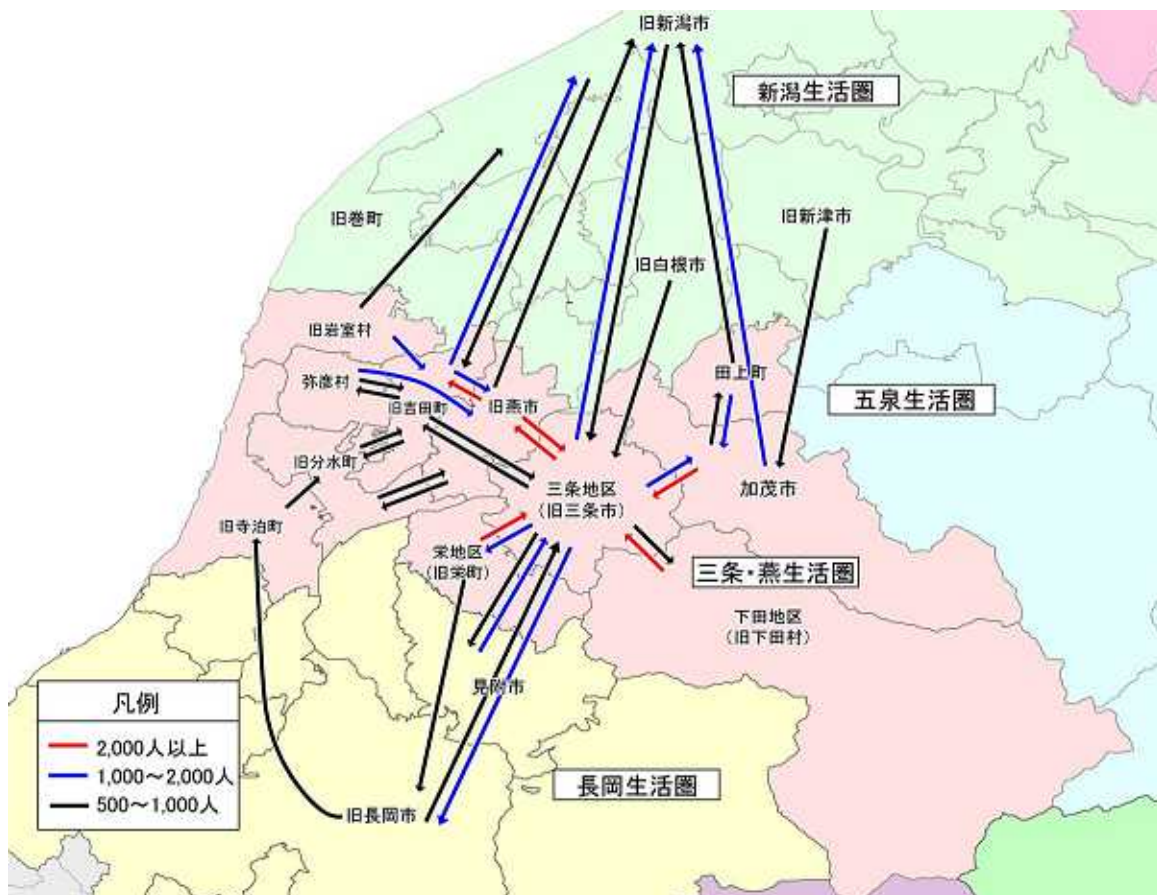 旧新潟市
新潟生活圏
旧巻町
旧新津市
旧白根市
旧岩室村
弥彦村
旧吉田町
旧燕市
田上町
五泉生活圏
旧分水町
三条地区
(旧三条市)
加茂市
旧寺泊町
栄地区
(旧栄町)
三条・燕生活圏
下田地区
(旧下田村)
見附市
凡例
2,000人以上
1,000～2,000人
500～1,000人
長岡生活圏
旧長岡市